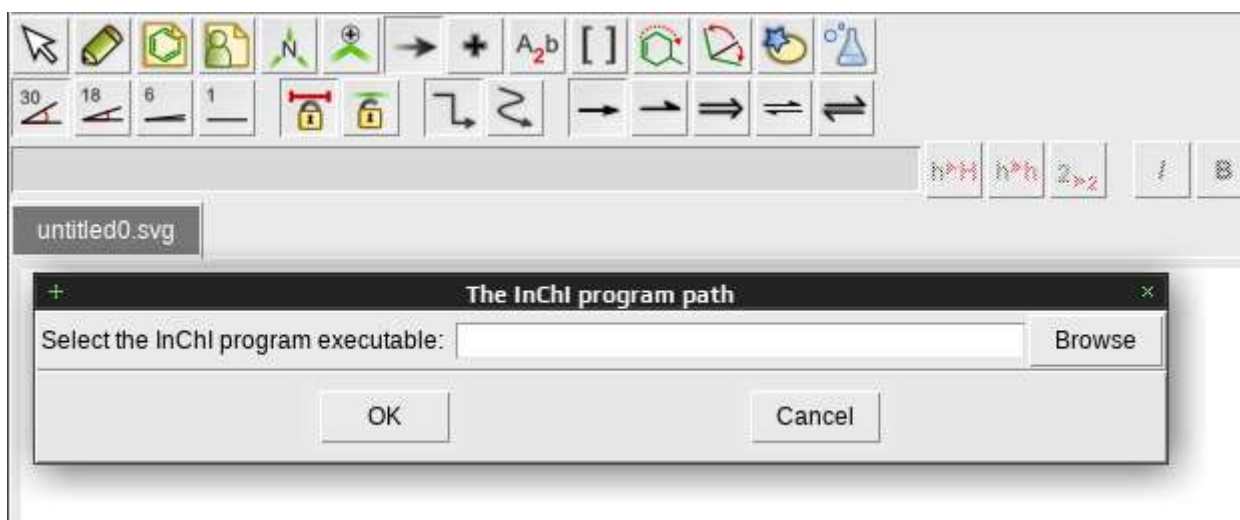 N
A2b
[ ]
30 18 6 1
h»H h»h 2»2 I B
untitled0.svg
The InChI program path
Select the InChI program executable: Browse
OK Cancel